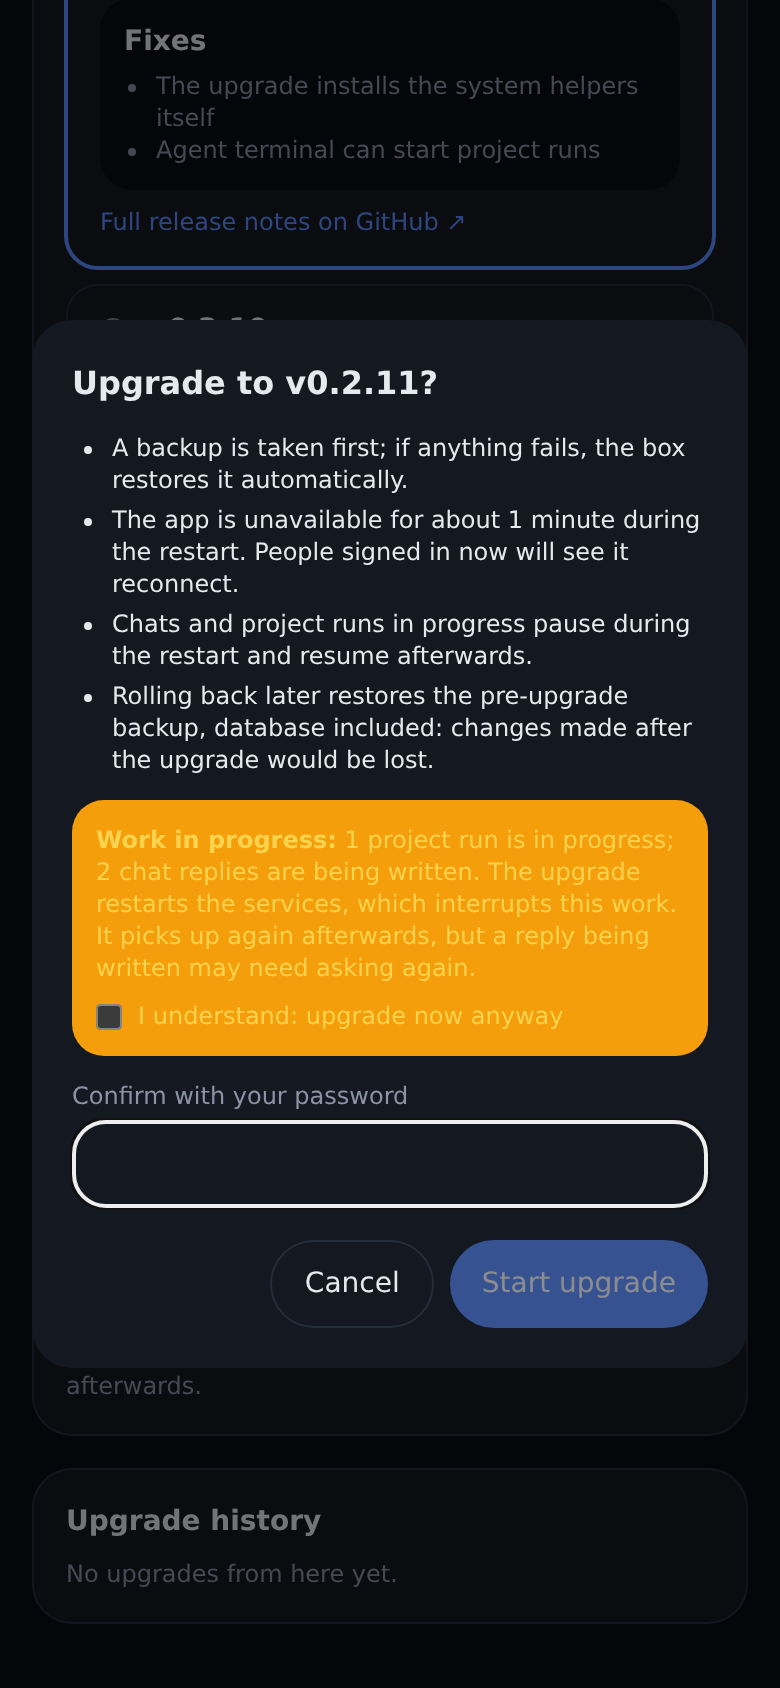 Fixes
• The upgrade installs the system helpers
itself
• Agent terminal can start project runs
Full release notes on GitHub ↗
Upgrade to v0.2.11?
• A backup is taken first; if anything fails, the box
restores it automatically.
• The app is unavailable for about 1 minute during
the restart. People signed in now will see it
reconnect.
• Chats and project runs in progress pause during
the restart and resume afterwards.
• Rolling back later restores the pre-upgrade
backup, database included: changes made after
the upgrade would be lost.
Work in progress: 1 project run is in progress;
2 chat replies are being written. The upgrade
restarts the services, which interrupts this work.
It picks up again afterwards, but a reply being
written may need asking again.
I understand: upgrade now anyway
Confirm with your password
Cancel
Start upgrade
afterwards.
Upgrade history
No upgrades from here yet.